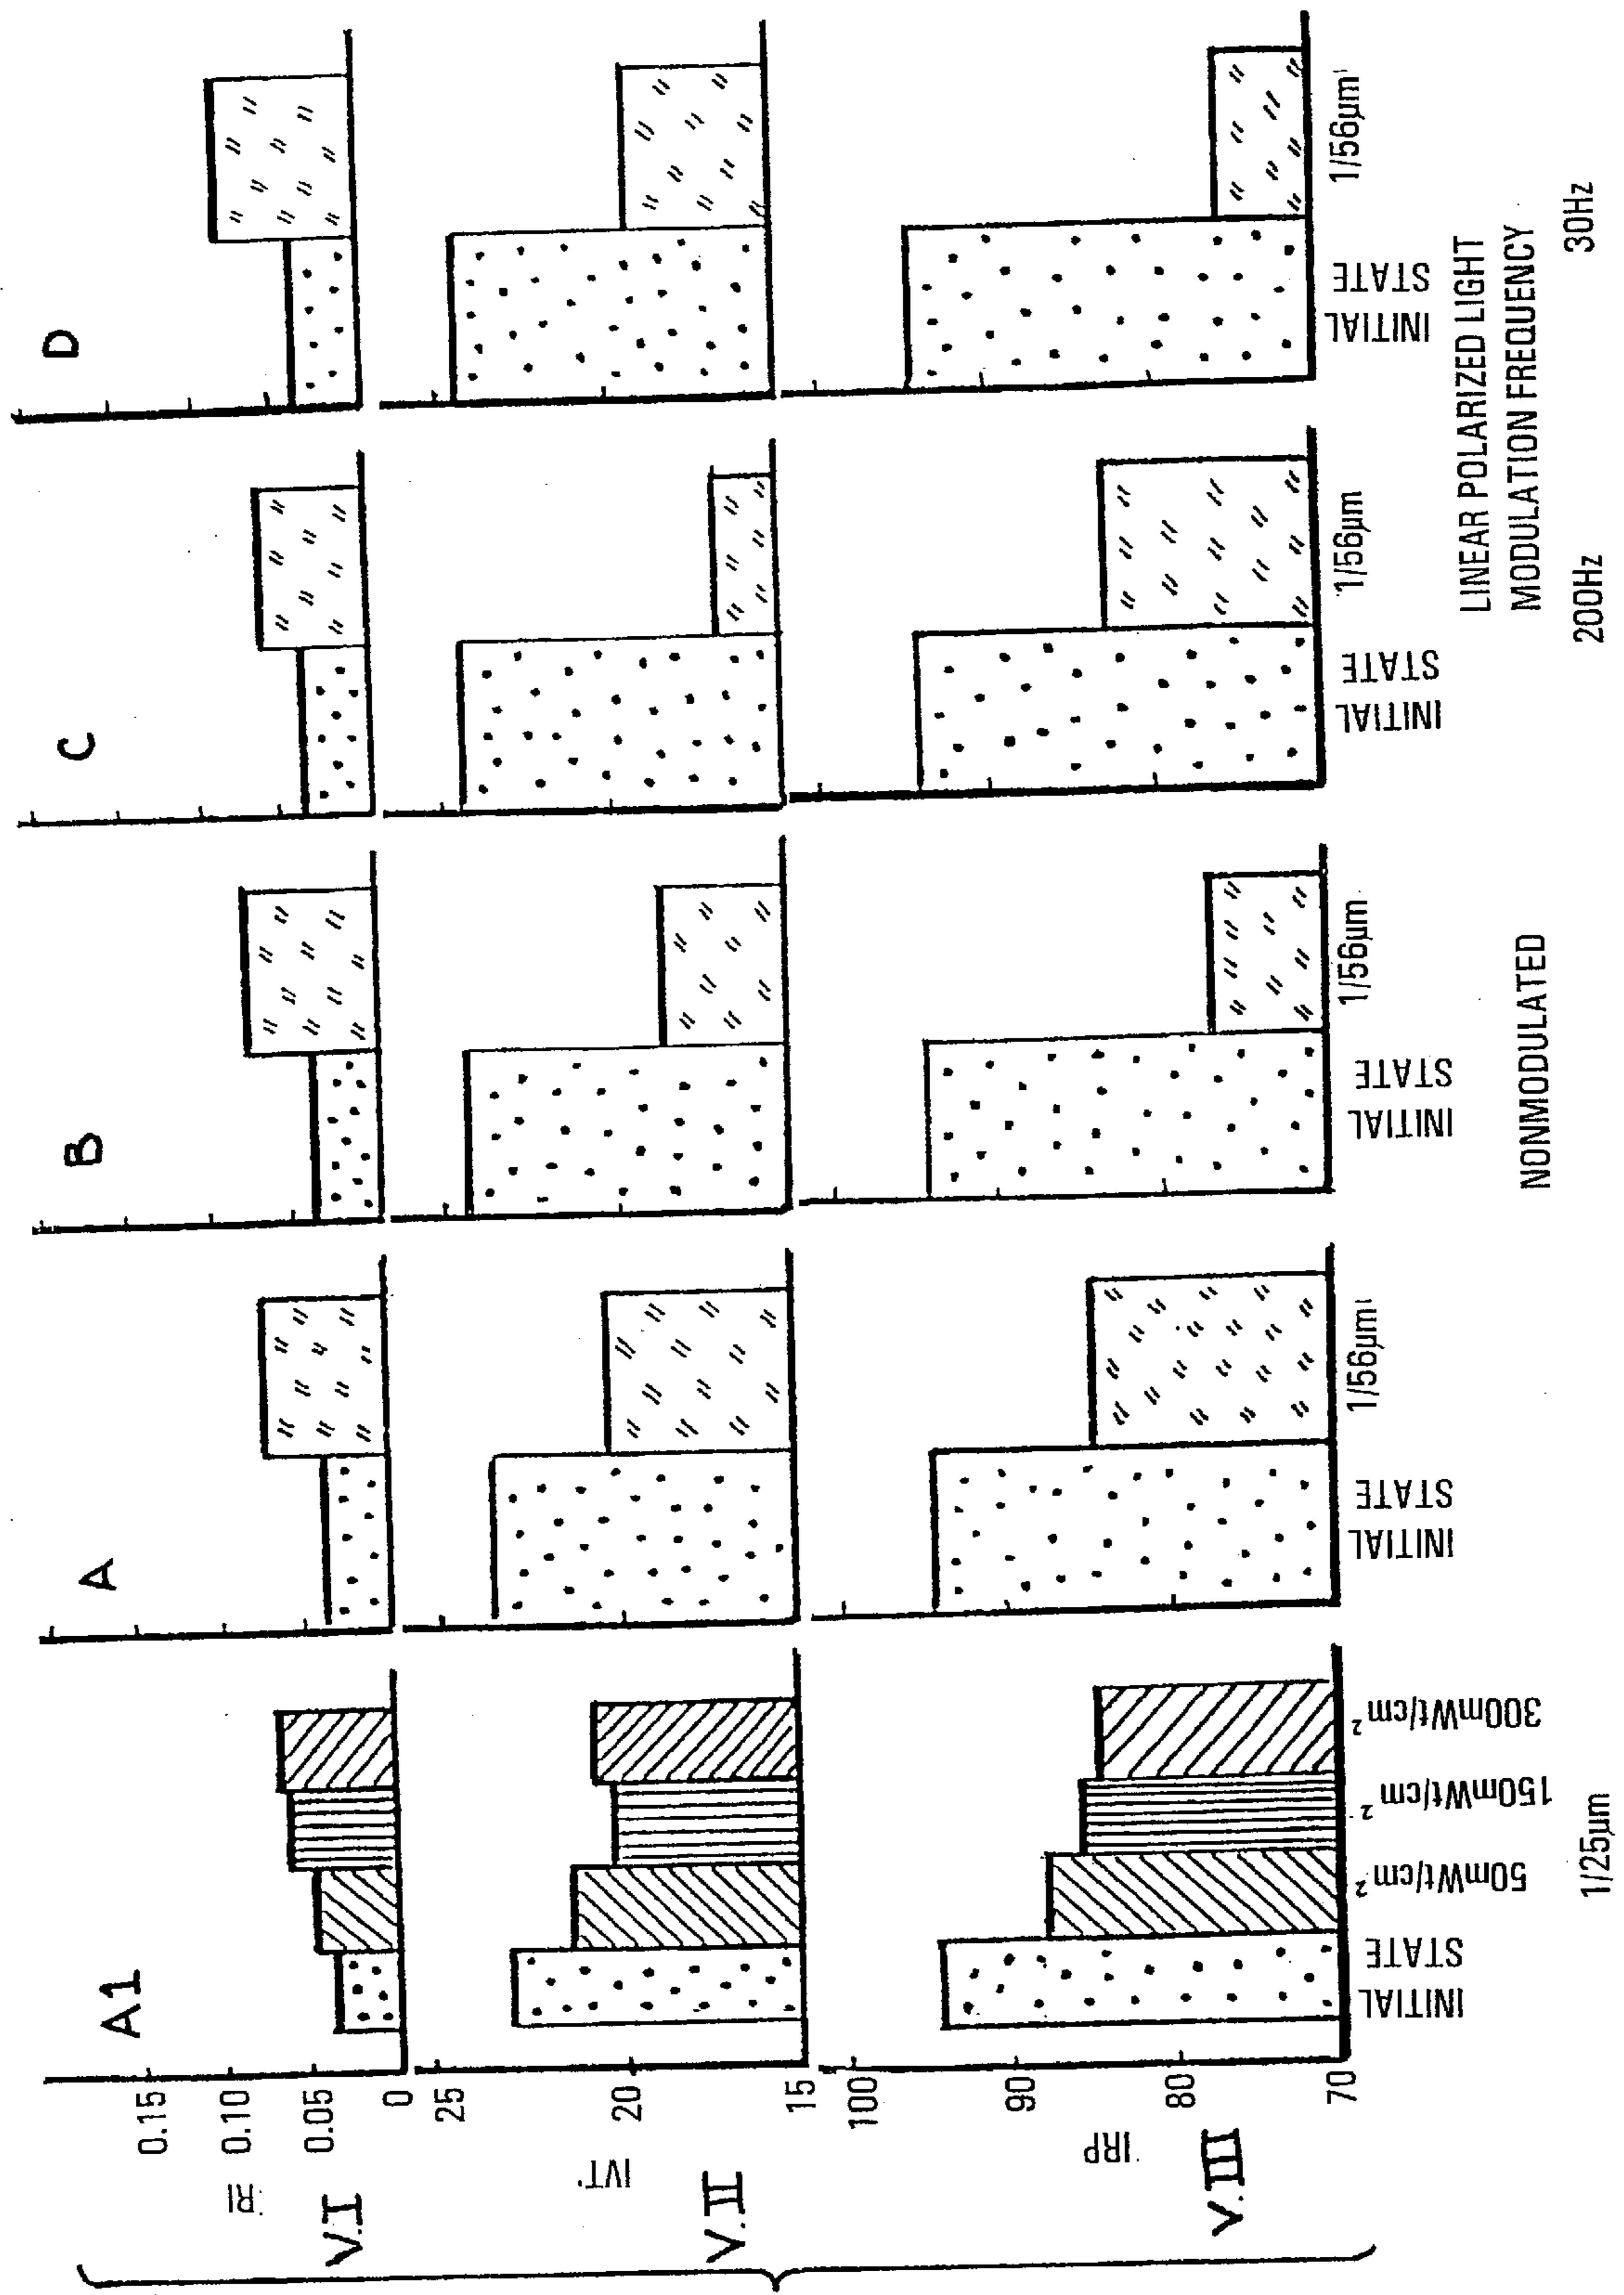 A1
A
B
C
D
RI
V.I
0.15
0.10
0.05
0
IVT
V.II
25
20
15
IRP
V.III
100
90
80
70
INITIAL
STATE
50mWt/cm²
150mWt/cm²
300mWt/cm²
INITIAL
STATE
1/56µm
INITIAL
STATE
1/56µm
INITIAL
STATE
1/56µm
INITIAL
STATE
1/56µm
1/25µm
NONMODULATED
LINEAR POLARIZED LIGHT
MODULATION FREQUENCY
200Hz
30Hz